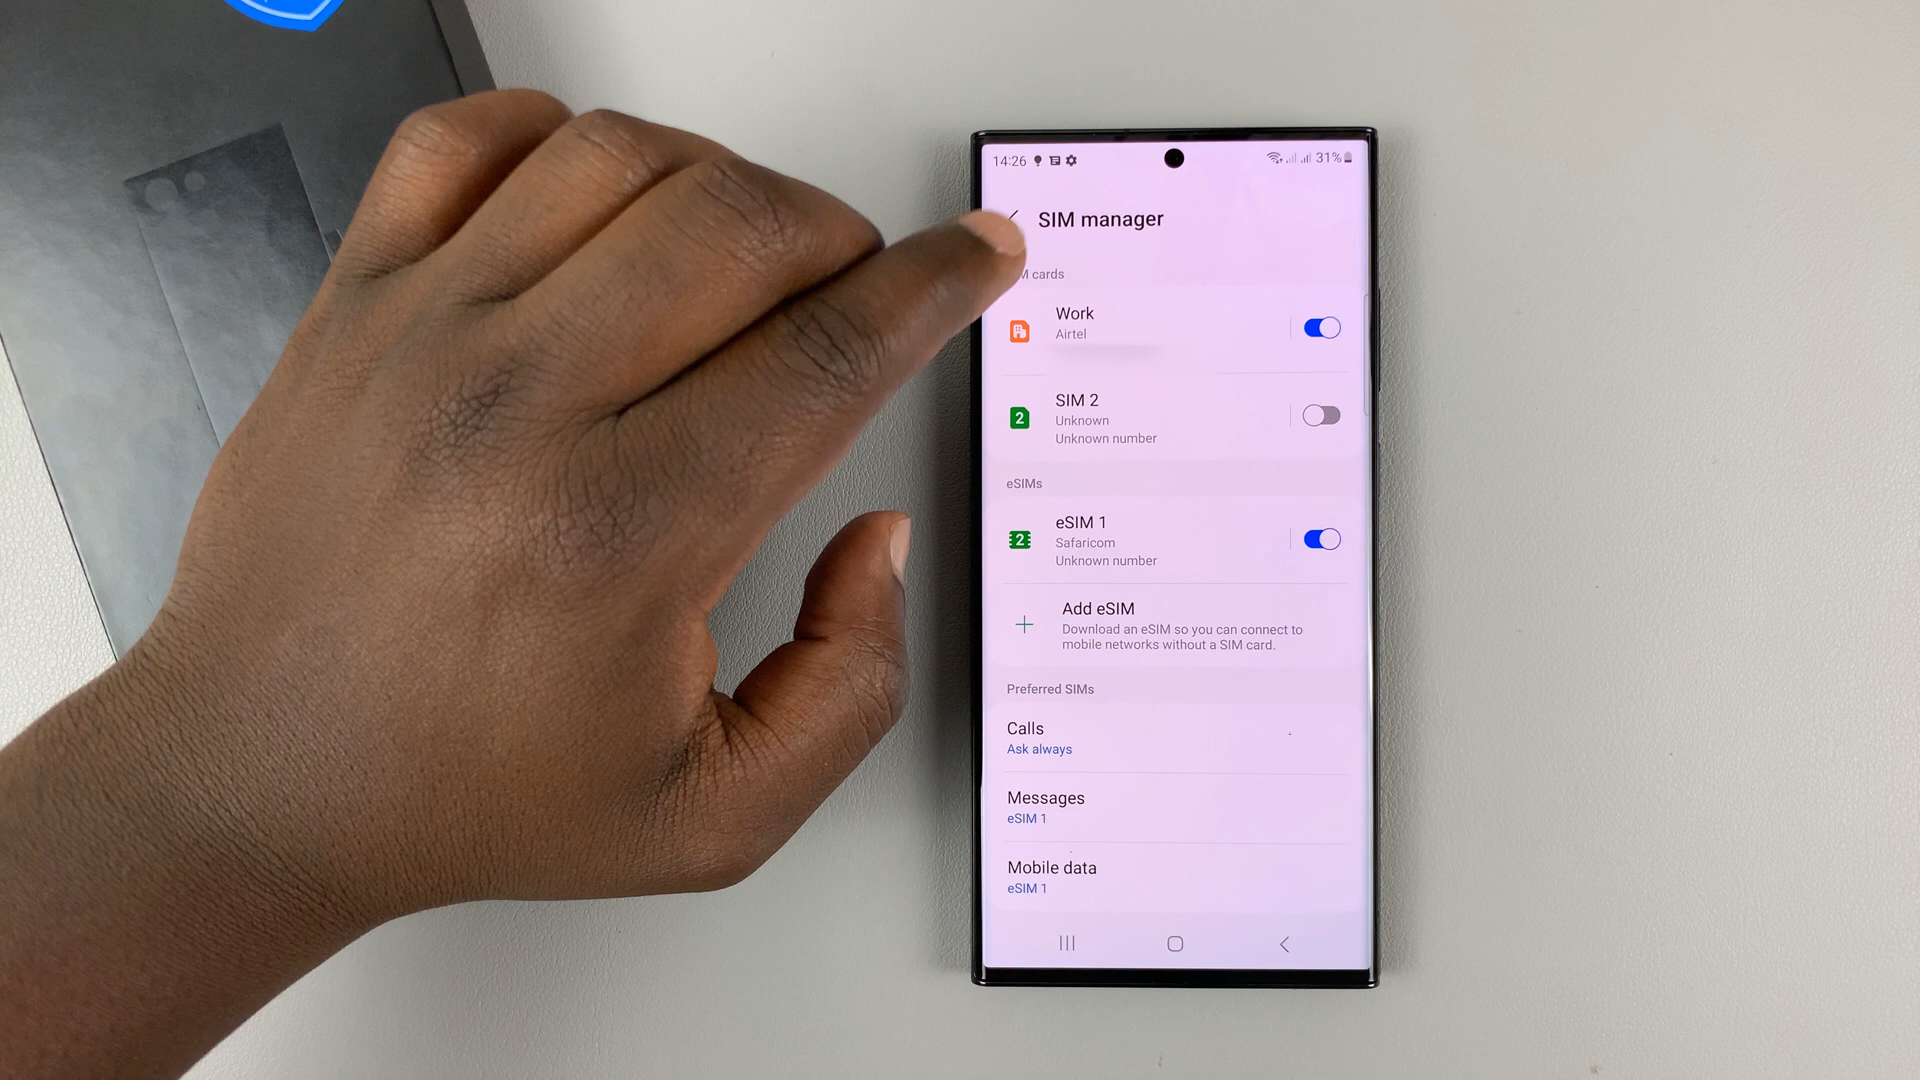 14:26
31%
SIM manager
M cards
Work
Airtel
2
SIM 2
Unknown
Unknown number
eSIMs
2
eSIM 1
Safaricom
Unknown number
Add eSIM
Download an eSIM so you can connect to
mobile networks without a SIM card.
Preferred SIMs
Calls
Ask always
Messages
eSIM 1
Mobile data
eSIM 1